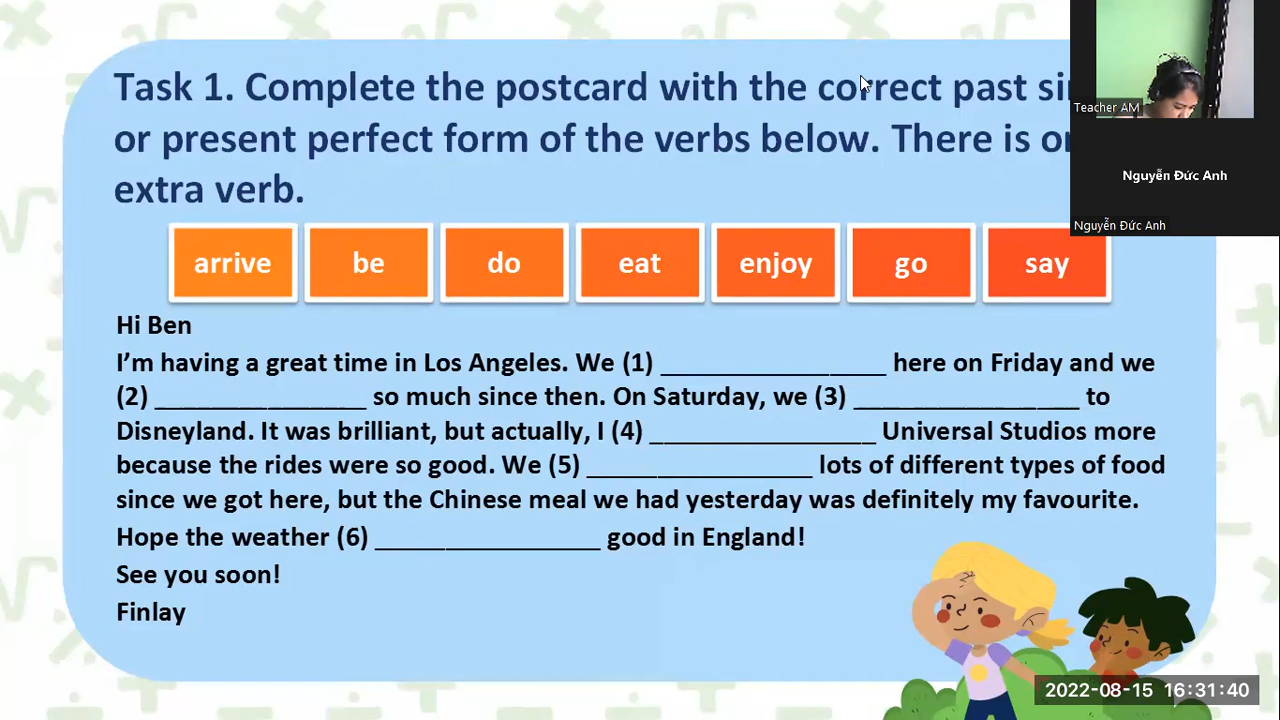 Task 1. Complete the postcard with the correct past
or present perfect form of the verbs below. There is
extra verb.
arrive be do eat enjoy go say
Hi Ben
I'm having a great time in Los Angeles. We (1) ________________ here on Friday and we
(2) _______________ so much since then. On Saturday, we (3) ________________ to
Disneyland. It was brilliant, but actually, I (4) ________________ Universal Studios more
because the rides were so good. We (5) ________________ lots of different types of food
since we got here, but the Chinese meal we had yesterday was definitely my favourite.
Hope the weather (6) ________________ good in England!
See you soon!
Finlay
Teacher AM
Nguyễn Đức Anh
Nguyễn Đức Anh
2022-08-15 16:31:40